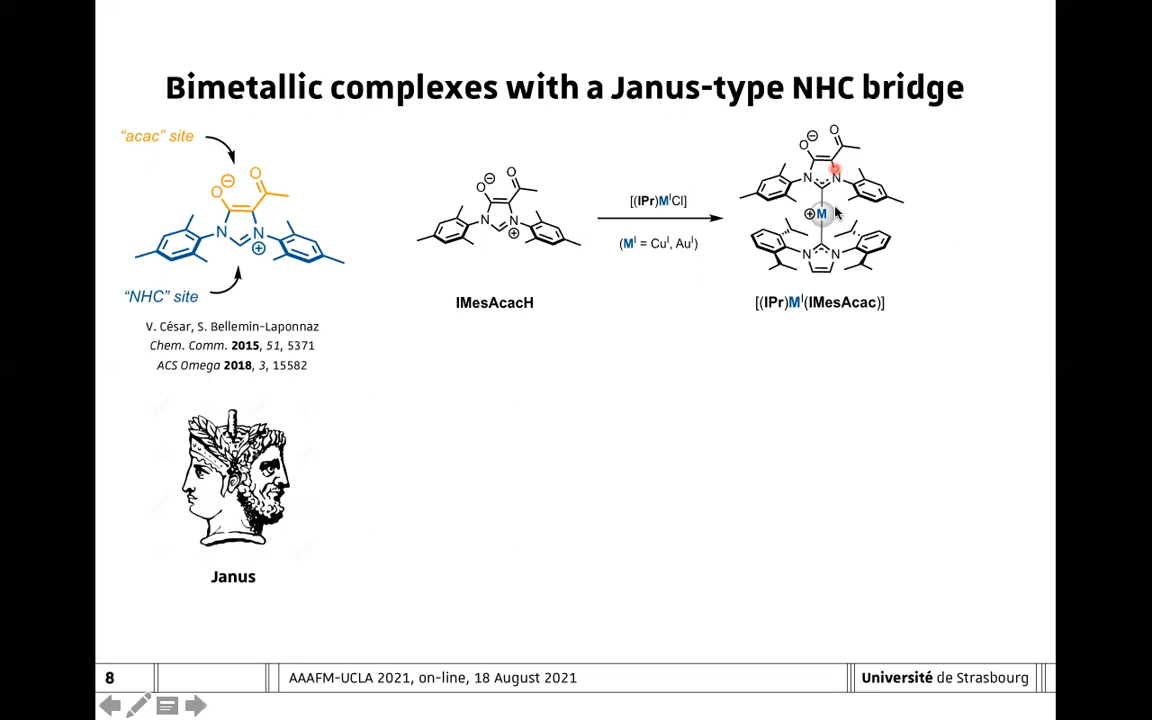 Bimetallic complexes with a Janus-type NHC bridge
“acac” site
O
O
N
N
“NHC” site
V. César, S. Bellemin-Laponnaz
Chem. Comm. 2015, 51, 5371
ACS Omega 2018, 3, 15582
Janus
O
O
N
N
IMesAcacH
[(IPr)MᴵCl]
(Mᴵ = Cuᴵ, Auᴵ)
O
O
N
N
M
N
N
[(IPr)Mᴵ(IMesAcac)]
8
AAAFM-UCLA 2021, on-line, 18 August 2021
Université de Strasbourg